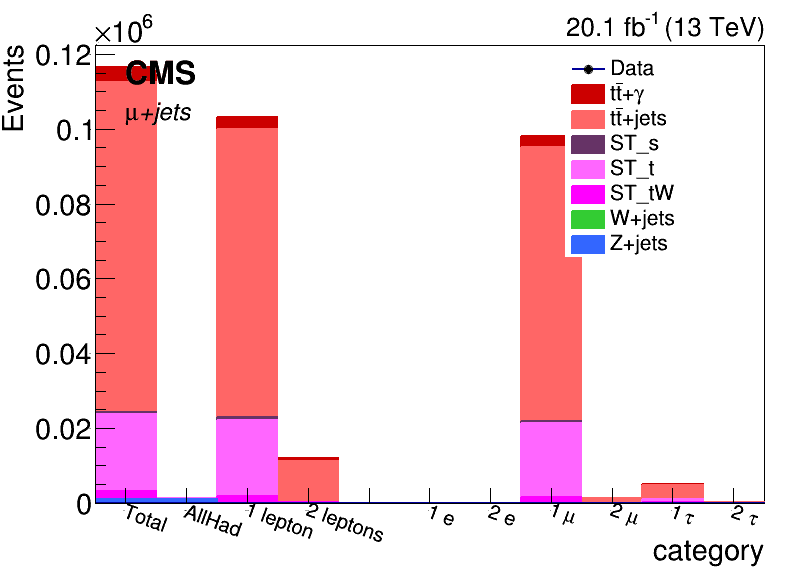 ×10⁶
20.1 fb⁻¹ (13 TeV)
Events
0.12
0.1
0.08
0.06
0.04
0.02
0
CMS
μ+jets
Data
tt̄+γ
tt̄+jets
ST_s
ST_t
ST_tW
W+jets
Z+jets
Total AllHad 1 lepton 2 leptons 1 e 2 e 1 μ 2 μ 1 τ 2 τ
category